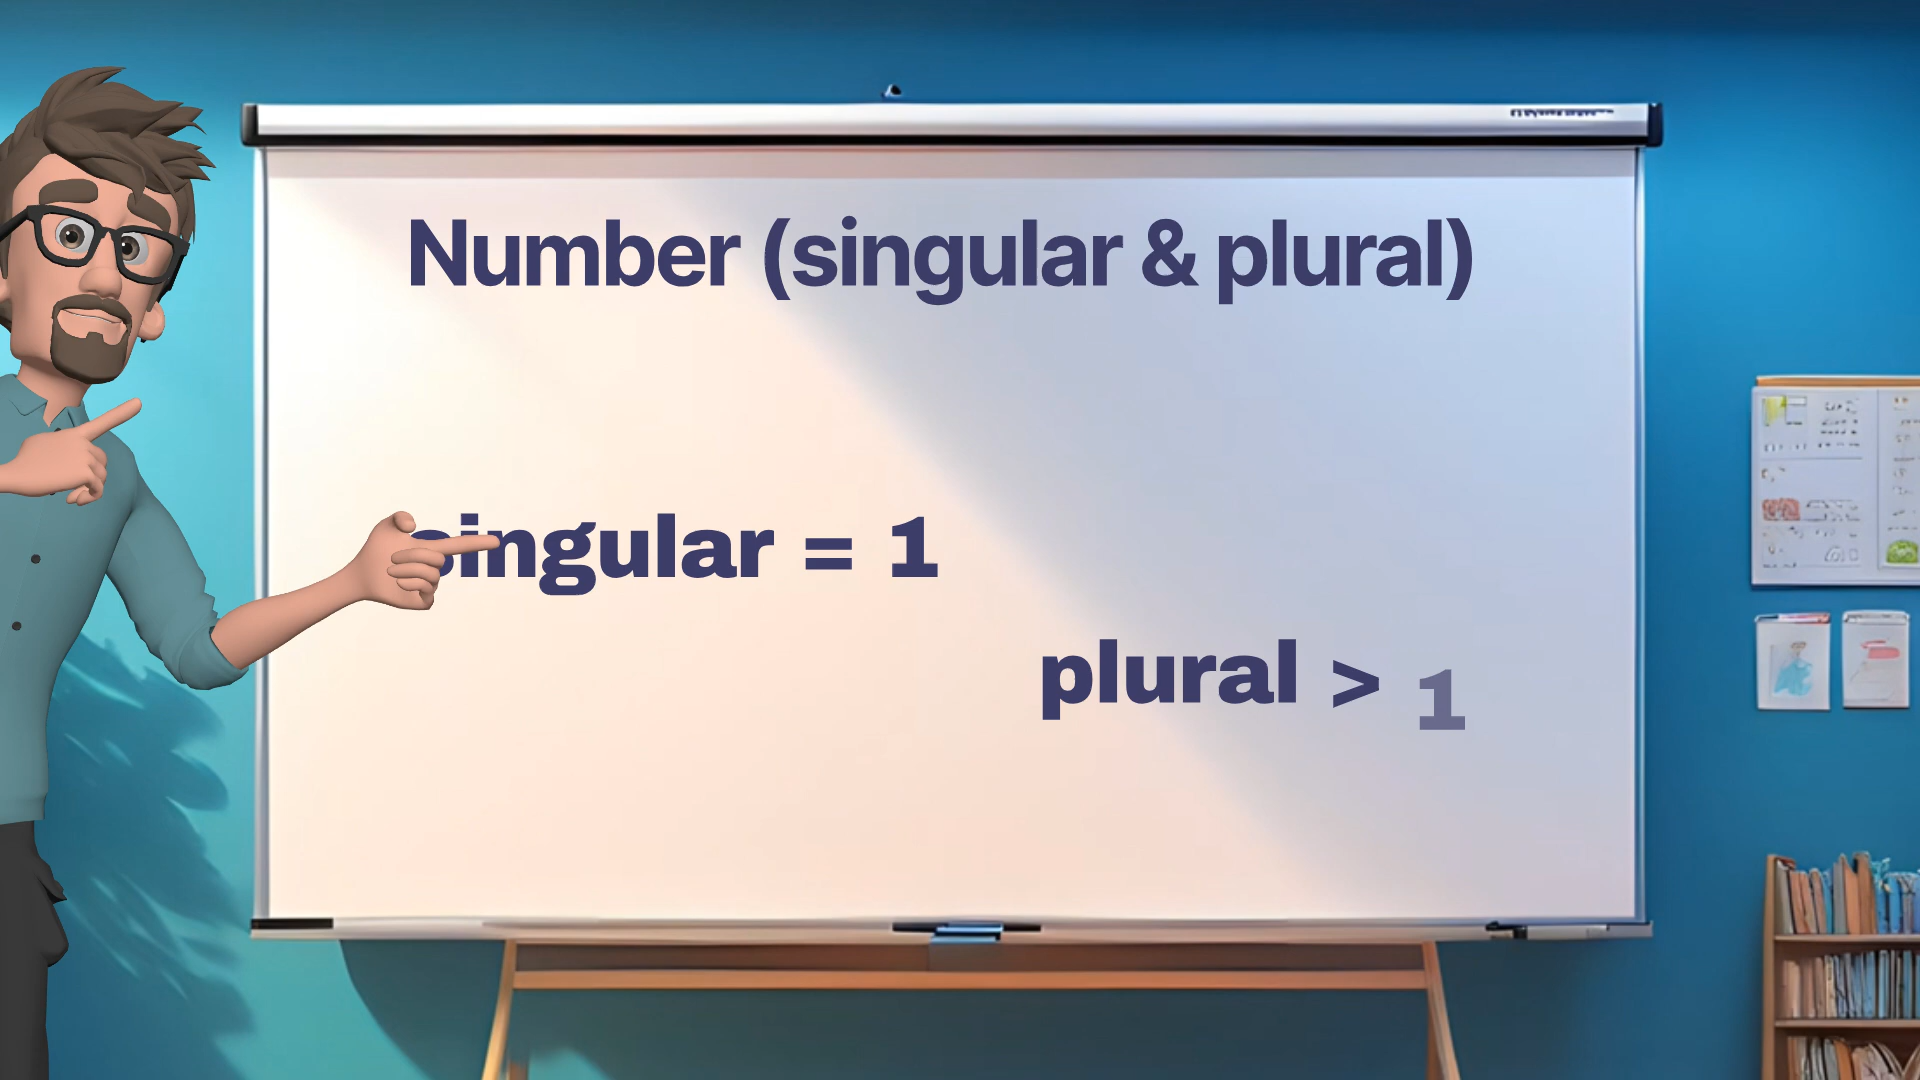 Number (singular & plural)
singular = 1
plural > 1